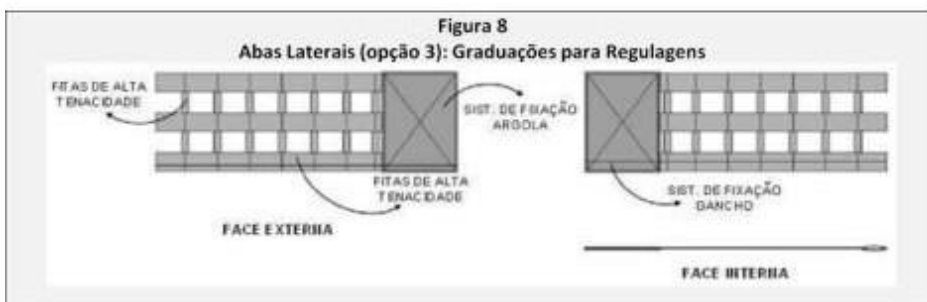 Figura 8
Abas Laterais (opção 3): Graduações para Regulagens
FITAS DE ALTA
TENACIDADE
SIST. DE FIXAÇÃO
ARGOLA
FITAS DE ALTA
TENACIDADE
FACE EXTERNA
SIST. DE FIXAÇÃO
GANCHO
FACE INTERNA